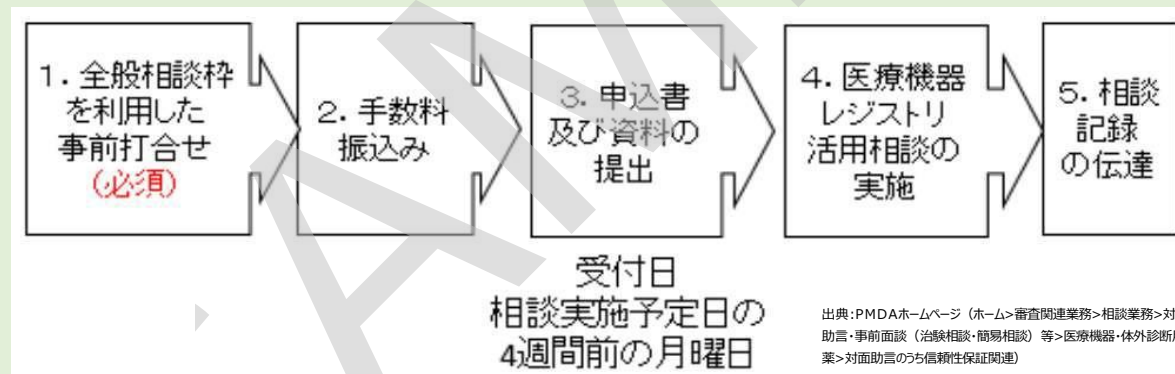 1. 全般相談枠
を利用した
事前打合せ
(必須)
2. 手数料
振込み
3. 申込書
及び資料の
提出
4. 医療機器
レジストリ
活用相談の
実施
5. 相談
記録
の伝達
受付日
相談実施予定日の
4週間前の月曜日
出典:PMDAホームページ(ホーム>審査関連業務>相談業務>対
助言・事前面談(治験相談・簡易相談)等>医療機器・体外診断
薬>対面助言のうち信頼性保証関連)